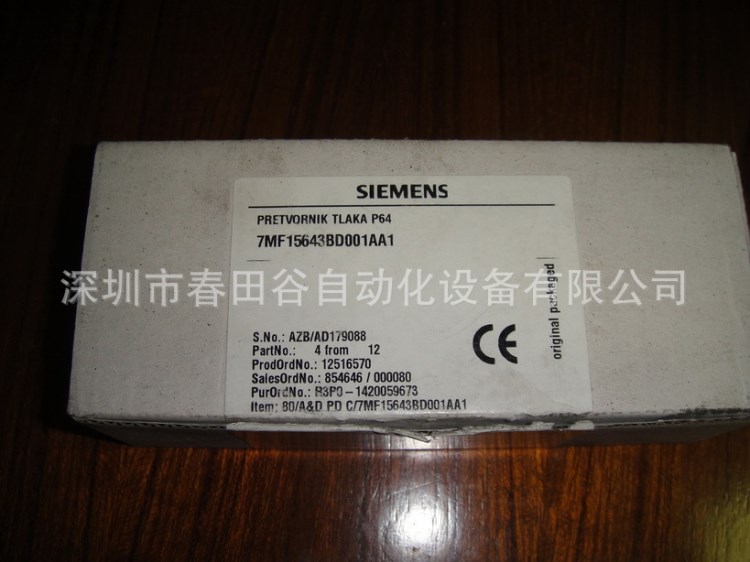 SIEMENS
PRETVORNIK TLAKA P64
7MF15643BD001AA1
深圳市春田谷自动化设备有限公司
S.No.: AZB/AD179088
PartNo.: 4 from 12
ProdOrdNo.: 12516570
SalesOrdNo.: 854646 / 000080
PurOrdNo.: R3P3-1420059673
Item: 80/A&D PD C/7MF15643BD001AA1
CE
original packaged